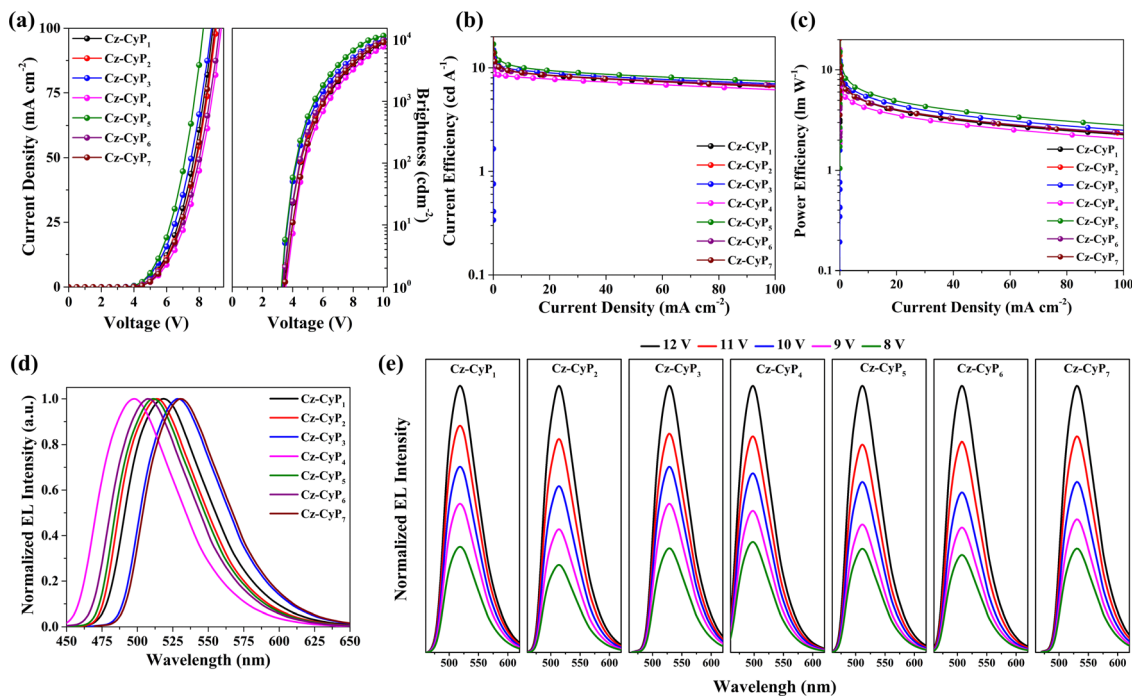 (a)
Current Density (mA cm⁻²)
100
75
50
25
0
Cz-CyP₁
Cz-CyP₂
Cz-CyP₃
Cz-CyP₄
Cz-CyP₅
Cz-CyP₆
Cz-CyP₇
0 2 4 6 8
Voltage (V)
2 4 6 8 10
Voltage (V)
10⁴
10³
10²
10¹
10⁰
Brightness (cdm⁻²)
(b)
Current Efficiency (cd A⁻¹)
10
1
0.1
Cz-CyP₁
Cz-CyP₂
Cz-CyP₃
Cz-CyP₄
Cz-CyP₅
Cz-CyP₆
Cz-CyP₇
0 20 40 60 80 100
Current Density (mA cm⁻²)
(c)
Power Efficiency (lm W⁻¹)
10
1
0.1
Cz-CyP₁
Cz-CyP₂
Cz-CyP₃
Cz-CyP₄
Cz-CyP₅
Cz-CyP₆
Cz-CyP₇
0 20 40 60 80 100
Current Density (mA cm⁻²)
(d)
Normalized EL Intensity (a.u.)
1.0
0.8
0.6
0.4
0.2
0.0
Cz-CyP₁
Cz-CyP₂
Cz-CyP₃
Cz-CyP₄
Cz-CyP₅
Cz-CyP₆
Cz-CyP₇
450 475 500 525 550 575 600 625 650
Wavelength (nm)
(e)
12 V 11 V 10 V 9 V 8 V
Normalized EL Intensity
Cz-CyP₁ Cz-CyP₂ Cz-CyP₃ Cz-CyP₄ Cz-CyP₅ Cz-CyP₆ Cz-CyP₇
500 550 600 500 550 600 500 550 600 500 550 600 500 550 600 500 550 600 500 550 600
Wavelengh (nm)